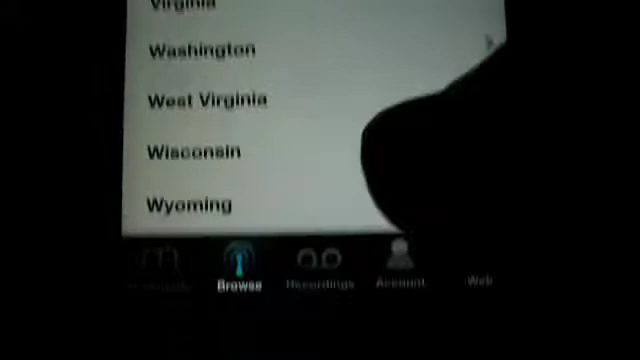 Virginia
Washington
West Virginia
Wisconsin
Wyoming
Browse
Recordings
Account
Web